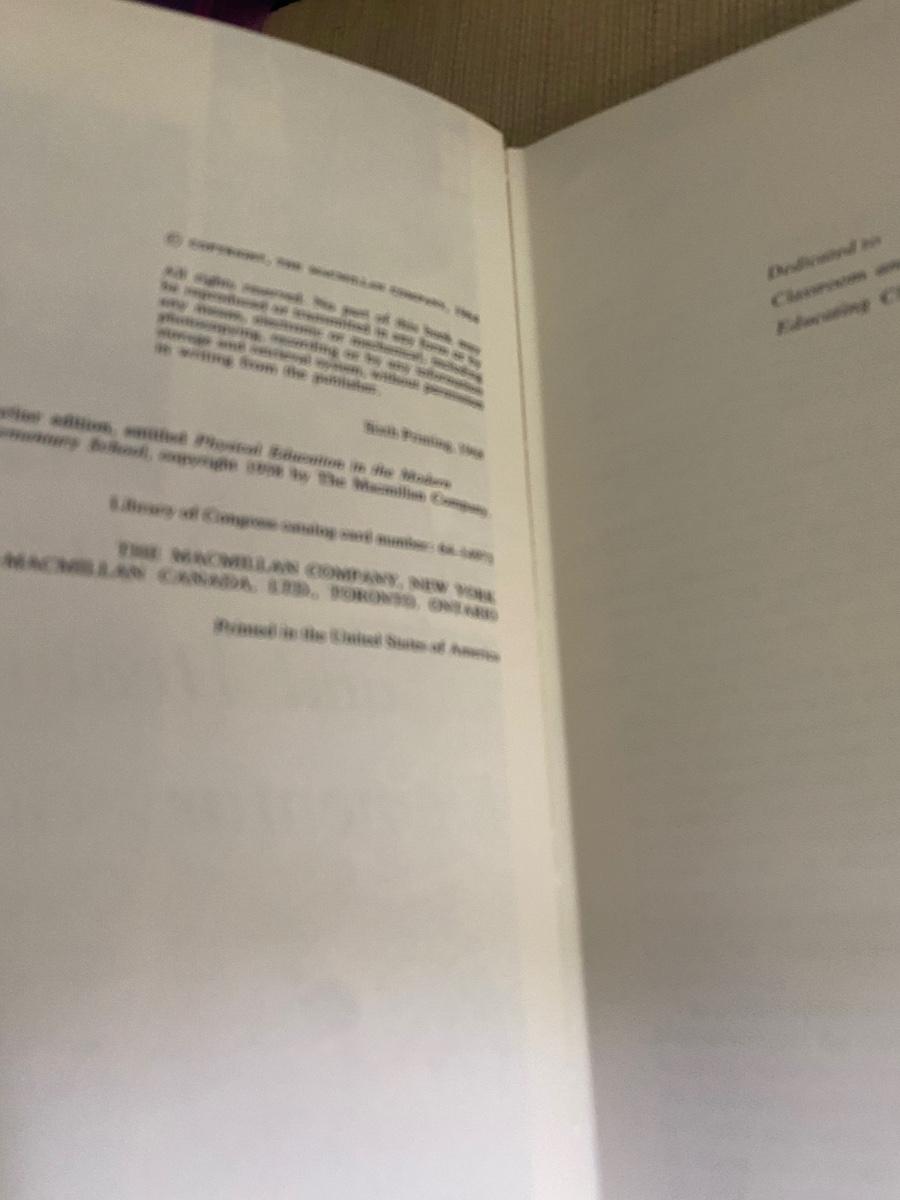 © COPYRIGHT, THE MACMILLAN COMPANY, 1964
All rights reserved. No part of this book may
be reproduced or transmitted in any form or by
any means, electronic or mechanical, including
photocopying, recording or by any information
storage and retrieval system, without permission
in writing from the publisher.
Printing, 1968
edition, entitled Physical Education in the Modern
School, copyright 1958 by The Macmillan Company.
Library of Congress catalog card number:
THE MACMILLAN COMPANY, NEW YORK
MACMILLAN CANADA, LTD., TORONTO, ONTARIO
Printed in the United States of America
Dedicated to
Classroom
Educating